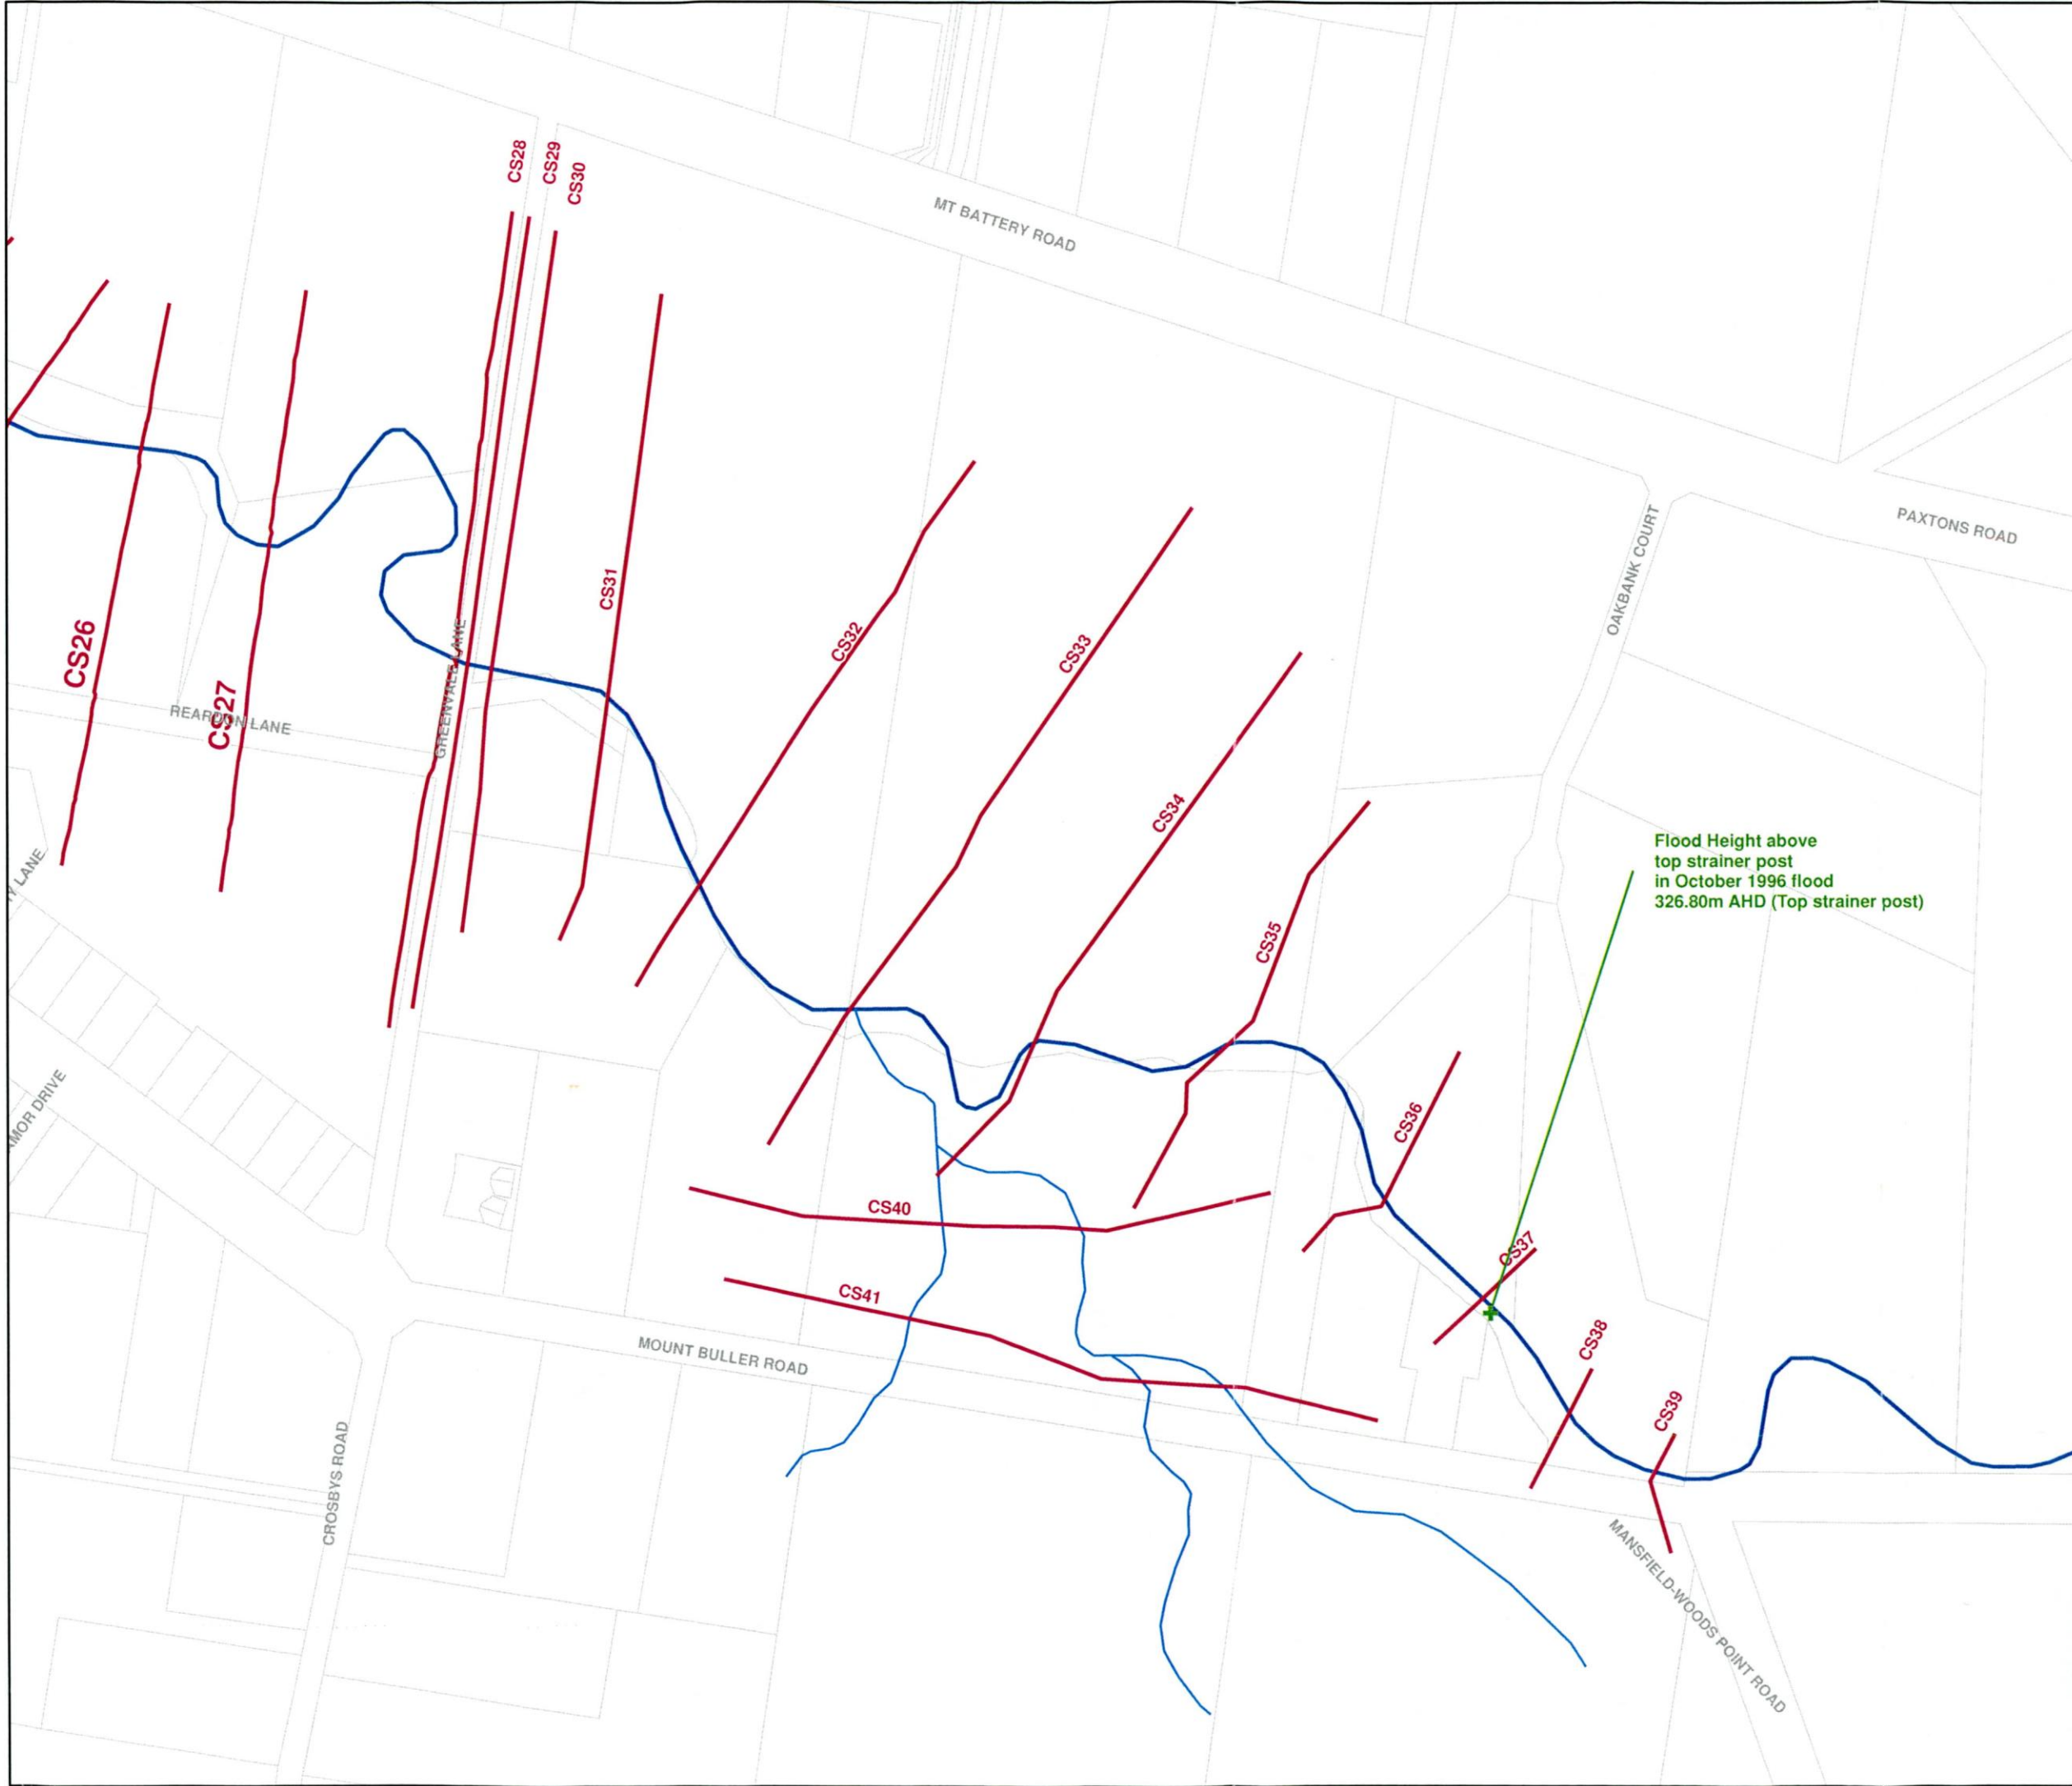 CS28
CS29
CS30
MT BATTERY ROAD
PAXTONS ROAD
OAKBANK COURT
CS31
CS32
CS33
CS26
CS27
REARDON LANE
GREENVALE LANE
CS34
Flood Height above
top strainer post
in October 1996 flood
326.80m AHD (Top strainer post)
LANE
CS35
CS36
DRIVE
CS40
CS37
CS41
CS38
MOUNT BULLER ROAD
CS39
CROSBYS ROAD
MANSFIELD-WOODS POINT ROAD